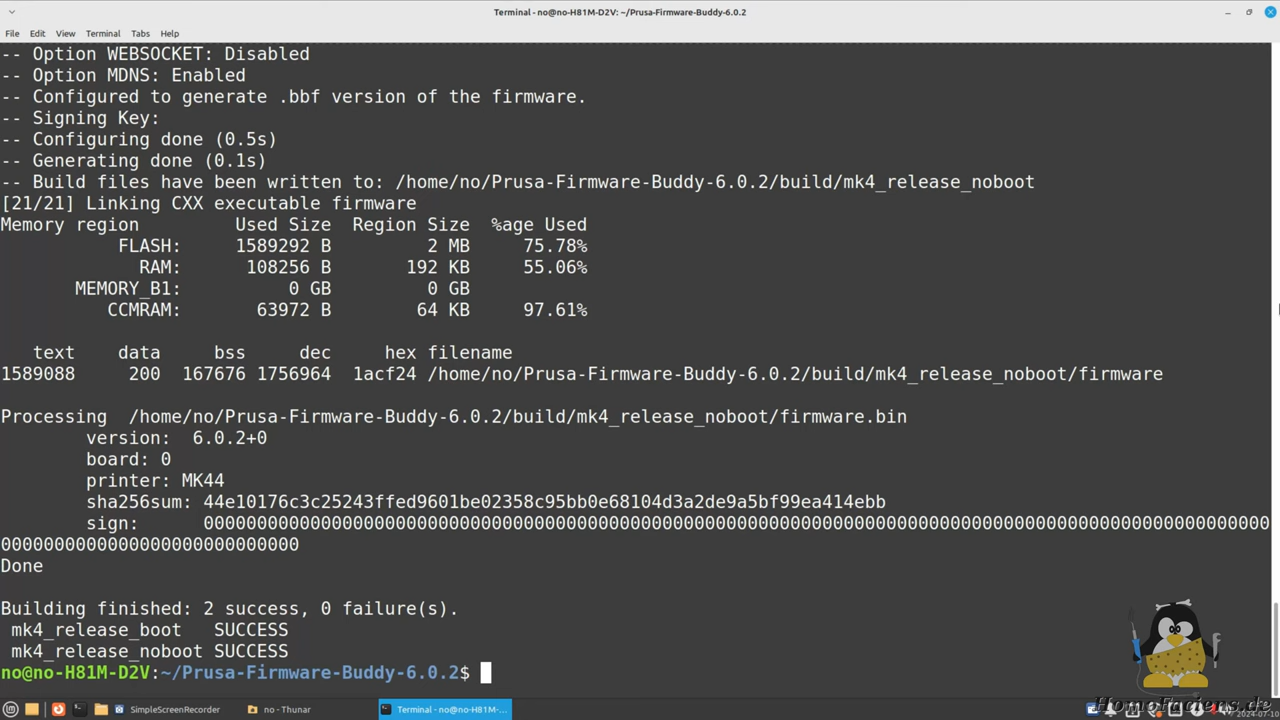 Terminal - no@no-H81M-D2V: ~/Prusa-Firmware-Buddy-6.0.2
File Edit View Terminal Tabs Help
-- Option WEBSOCKET: Disabled
-- Option MDNS: Enabled
-- Configured to generate .bbf version of the firmware.
-- Signing Key:
-- Configuring done (0.5s)
-- Generating done (0.1s)
-- Build files have been written to: /home/no/Prusa-Firmware-Buddy-6.0.2/build/mk4_release_noboot
[21/21] Linking CXX executable firmware
Memory region Used Size Region Size %age Used
FLASH: 1589292 B 2 MB 75.78%
RAM: 108256 B 192 KB 55.06%
MEMORY_B1: 0 GB 0 GB
CCMRAM: 63972 B 64 KB 97.61%
text data bss dec hex filename
1589088 200 167676 1756964 1acf24 /home/no/Prusa-Firmware-Buddy-6.0.2/build/mk4_release_noboot/firmware
Processing /home/no/Prusa-Firmware-Buddy-6.0.2/build/mk4_release_noboot/firmware.bin
version: 6.0.2+0
board: 0
printer: MK44
sha256sum: 44e10176c3c25243ffed9601be02358c95bb0e68104d3a2de9a5bf99ea414ebb
sign: 0000000000000000000000000000000000000000000000000000000000000000000000000000000000000000000000000000
0000000000000000000000000000
Done
Building finished: 2 success, 0 failure(s).
mk4_release_boot SUCCESS
mk4_release_noboot SUCCESS
no@no-H81M-D2V:~/Prusa-Firmware-Buddy-6.0.2$
HomoFaciens.de
SimpleScreenRecorder no - Thunar Terminal - no@no-H81M-... 2024-07-10